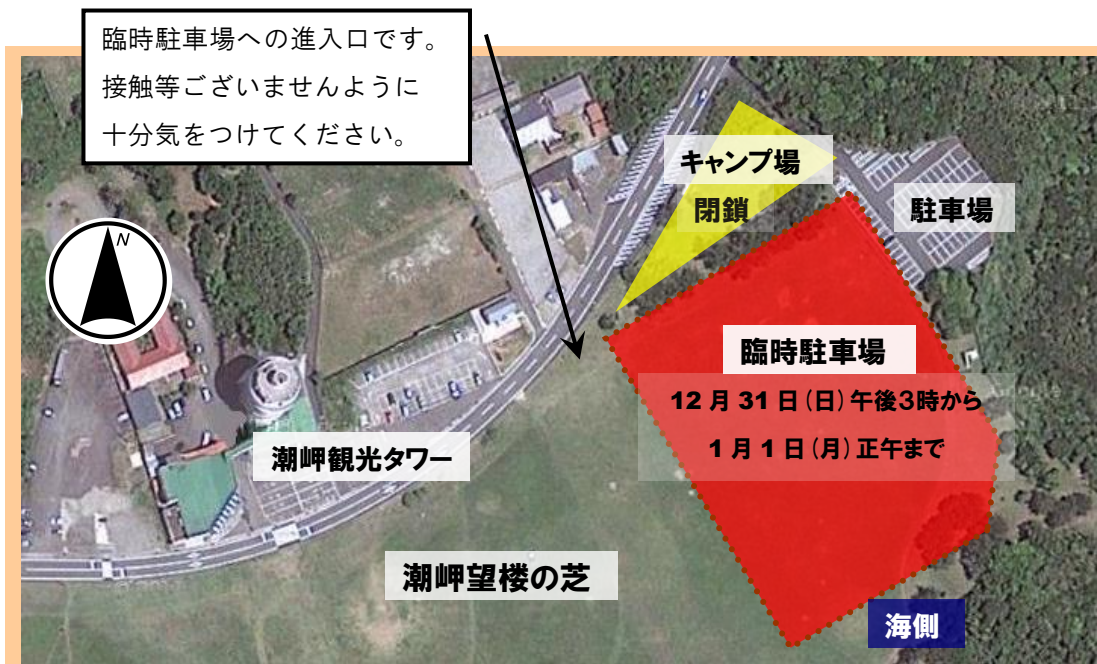 臨時駐車場への進入口です。
接触等ございませんように
十分気をつけてください。
キャンプ場
閉鎖
駐車場
N
臨時駐車場
12月31日(日)午後3時から
1月1日(月)正午まで
潮岬観光タワー
潮岬望楼の芝
海側